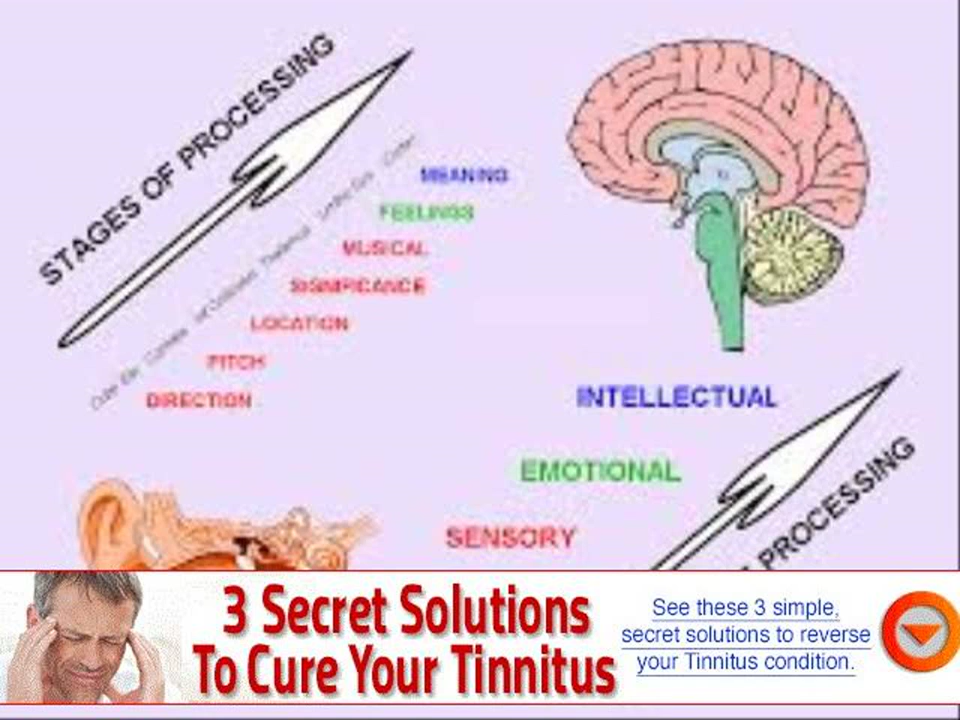 STAGES OF PROCESSING
MEANING
FEELINGS
MUSICAL
SIGNIFICANCE
LOCATION
PITCH
DIRECTION
INTELLECTUAL
EMOTIONAL
SENSORY
PROCESSING
3 Secret Solutions
To Cure Your Tinnitus
See these 3 simple,
secret solutions to reverse
your Tinnitus condition.